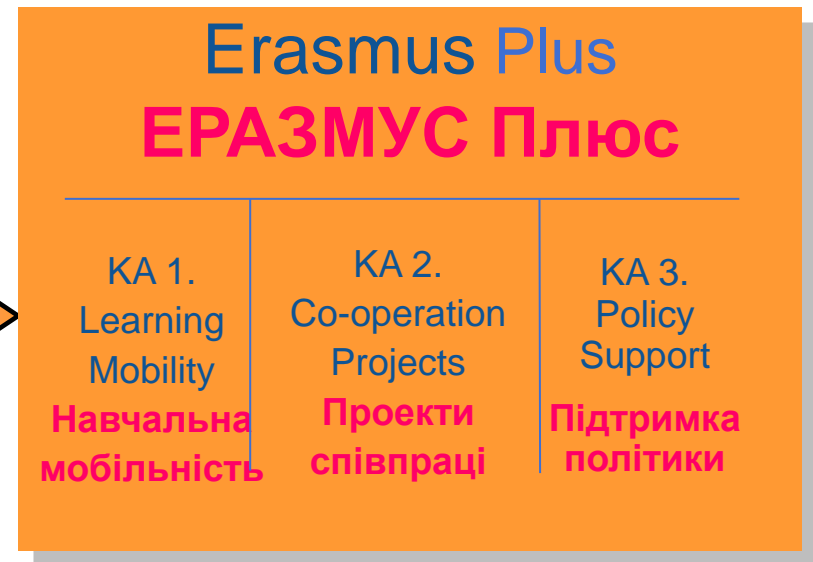 Erasmus Plus
ЕРАЗМУС Плюс
KA 1.
Learning
Mobility
Навчальна
мобільність
KA 2.
Co-operation
Projects
Проекти
співпраці
KA 3.
Policy
Support
Підтримка
політики